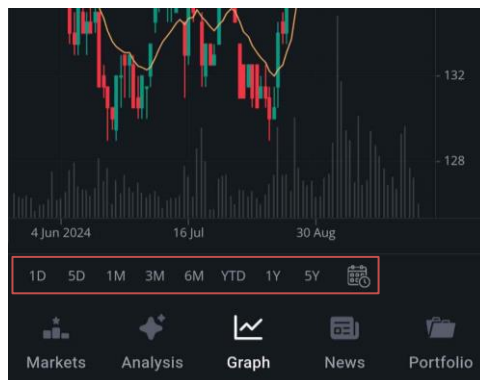 132
128
4 Jun 2024 16 Jul 30 Aug
1D 5D 1M 3M 6M YTD 1Y 5Y
Markets Analysis Graph News Portfolio